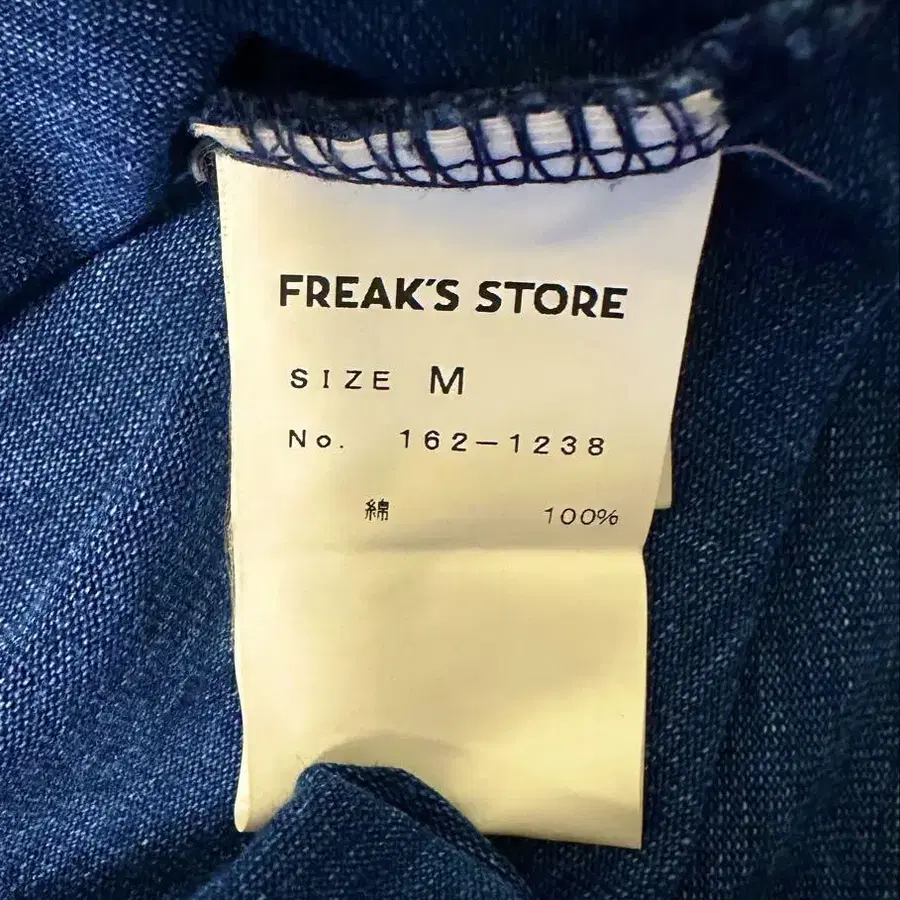 FREAK'S STORE
SIZE M
No. 162-1238
綿 100%